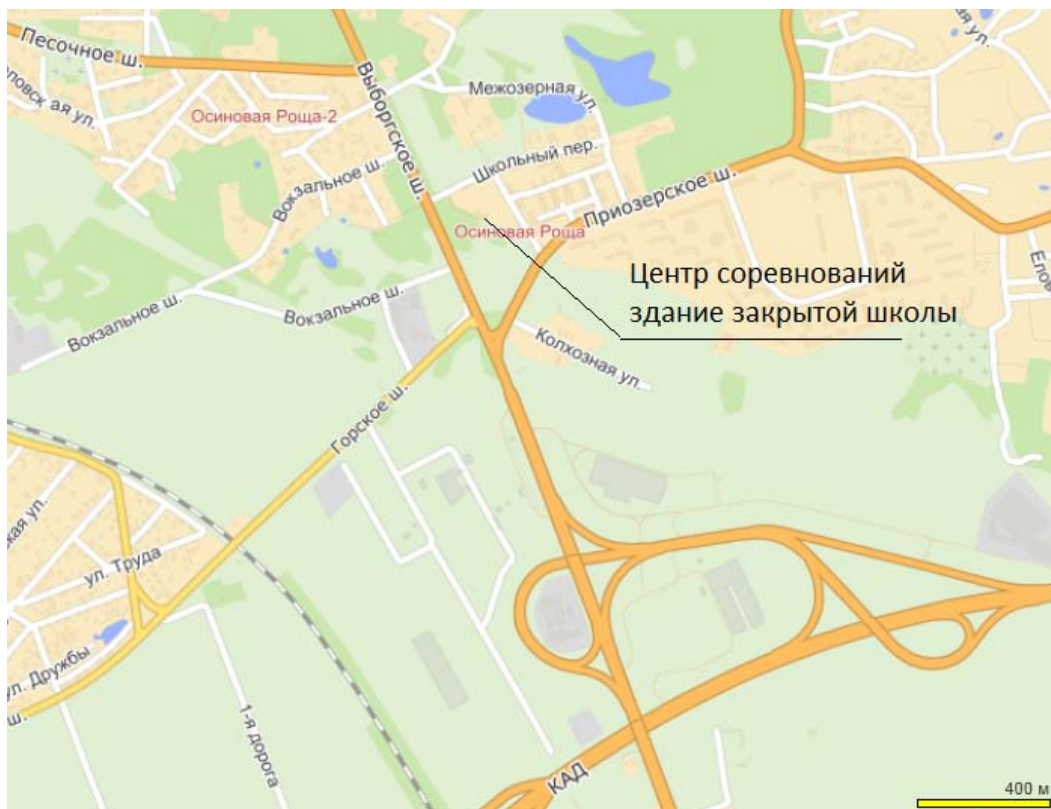 Песочное ш.
Межозерная ул.
Осиновая Роща-2
Выборгское ш.
Школьный пер.
Вокзальное ш.
Приозерское ш.
Осиновая Роща
Центр соревнований
здание закрытой школы
Вокзальное ш.
Вокзальное ш.
Колхозная ул.
Горское ш.
ул. Труда
Дружбы
ш.
1-я дорога
КАД
400 м